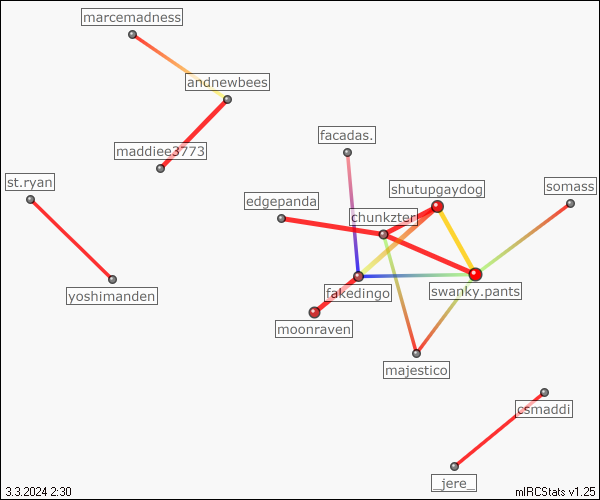 marcemadness
andnewbees
facadas.
maddiee3773
st.ryan
shutupgaydog
somass
edgepanda
chunkzter
yoshimanden
fakedingo
swanky.pants
moonraven
majestico
csmaddi
_jere_
3.3.2024 2:30
mIRCStats v1.25